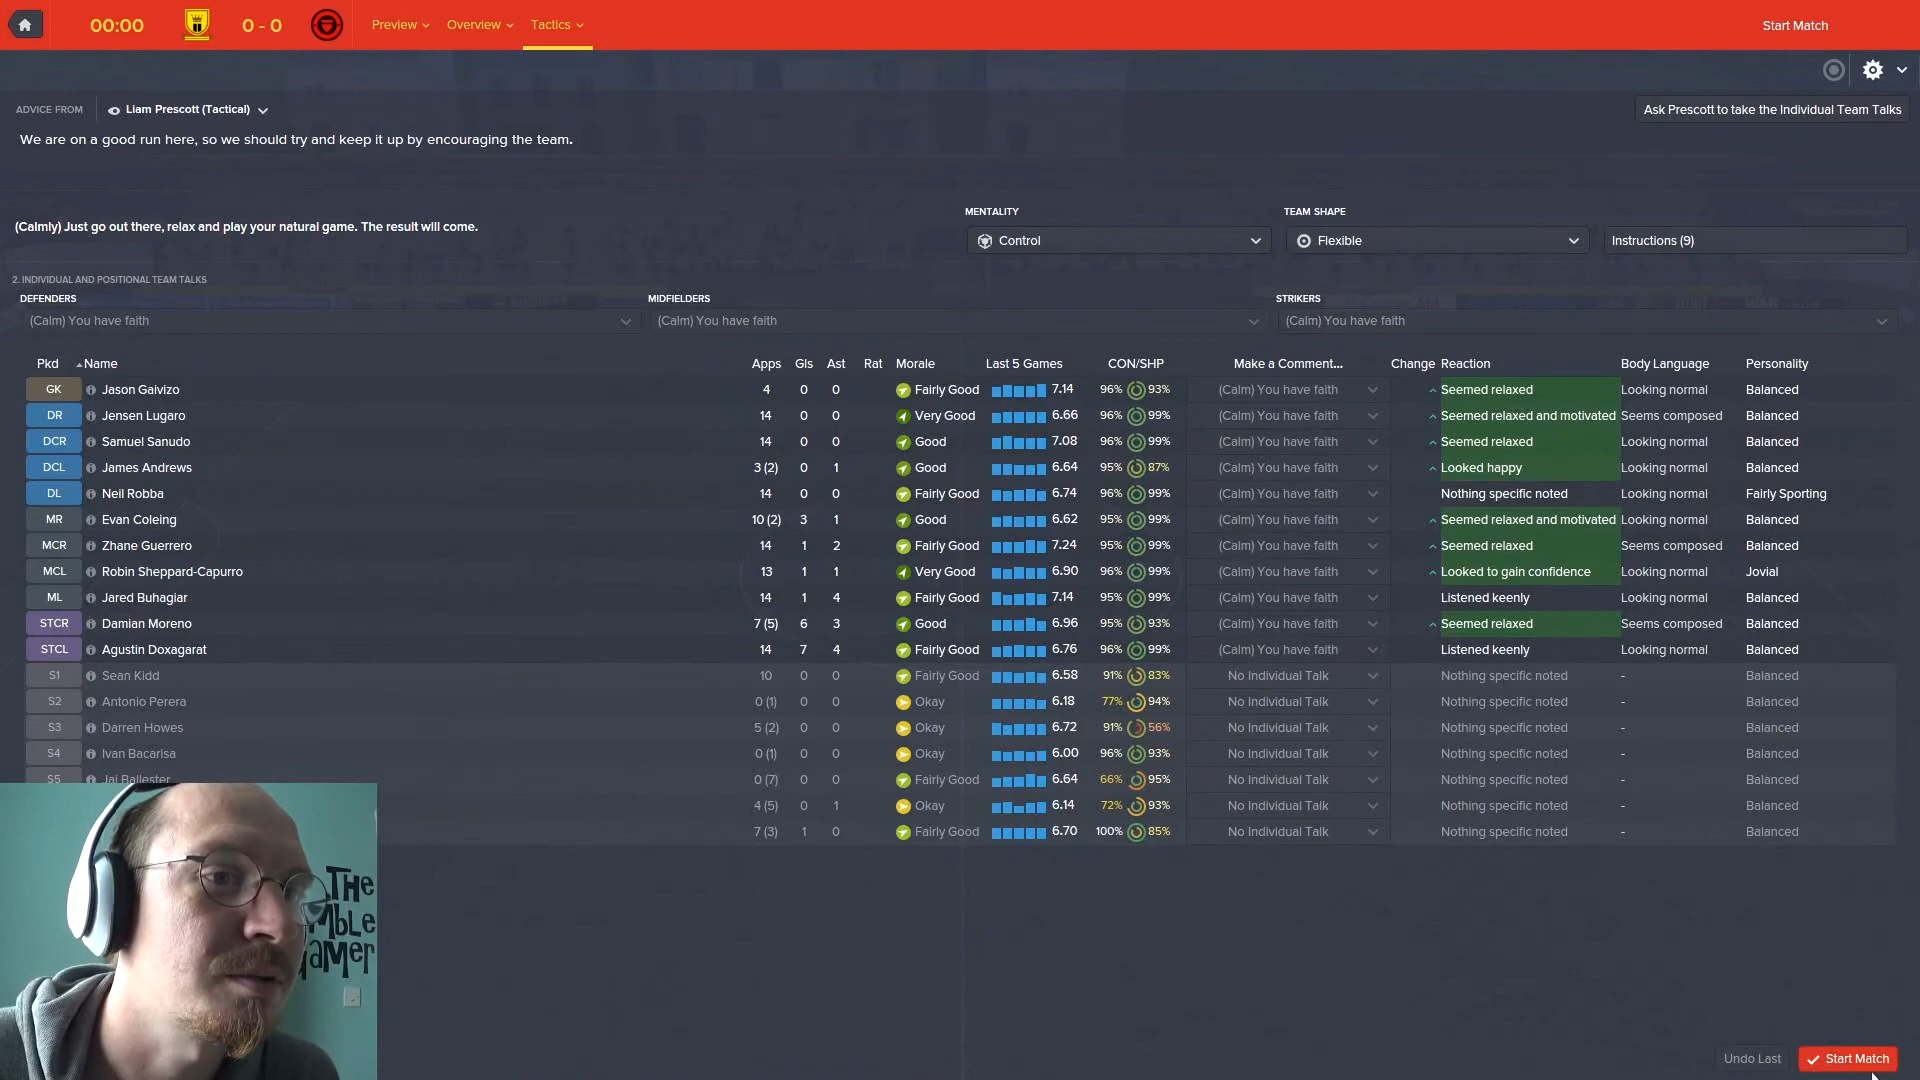 00:00 0 - 0 Preview Overview Tactics Start Match
ADVICE FROM Liam Prescott (Tactical) Ask Prescott to take the Individual Team Talks
We are on a good run here, so we should try and keep it up by encouraging the team.
MENTALITY TEAM SHAPE
(Calmly) Just go out there, relax and play your natural game. The result will come.
Control Flexible Instructions (9)
2. INDIVIDUAL AND POSITIONAL TEAM TALKS
DEFENDERS MIDFIELDERS STRIKERS
(Calm) You have faith (Calm) You have faith (Calm) You have faith
Pkd Name Apps Gls Ast Rat Morale Last 5 Games CON/SHP Make a Comment... Change Reaction Body Language Personality
GK Jason Gaivizo 4 0 0 Fairly Good 7.14 96% 93% (Calm) You have faith Seemed relaxed Looking normal Balanced
DR Jensen Lugaro 14 0 0 Very Good 6.66 96% 99% (Calm) You have faith Seemed relaxed and motivated Seems composed Balanced
DCR Samuel Sanudo 14 0 0 Good 7.08 96% 99% (Calm) You have faith Seemed relaxed Looking normal Balanced
DCL James Andrews 3 (2) 0 1 Good 6.64 95% 87% (Calm) You have faith Looked happy Looking normal Balanced
DL Neil Robba 14 0 0 Fairly Good 6.74 96% 99% (Calm) You have faith Nothing specific noted Looking normal Fairly Sporting
MR Evan Coleing 10 (2) 3 1 Good 6.62 95% 99% (Calm) You have faith Seemed relaxed and motivated Looking normal Balanced
MCR Zhane Guerrero 14 1 2 Fairly Good 7.24 95% 99% (Calm) You have faith Seemed relaxed Seems composed Balanced
MCL Robin Sheppard-Capurro 13 1 1 Very Good 6.90 96% 99% (Calm) You have faith Looked to gain confidence Looking normal Jovial
ML Jared Buhagiar 14 1 4 Fairly Good 7.14 95% 99% (Calm) You have faith Listened keenly Looking normal Balanced
STCR Damian Moreno 7 (5) 6 3 Good 6.96 95% 93% (Calm) You have faith Seemed relaxed Seems composed Balanced
STCL Agustin Doxagarat 14 7 4 Fairly Good 6.76 96% 99% (Calm) You have faith Listened keenly Looking normal Balanced
S1 Sean Kidd 10 0 0 Fairly Good 6.58 91% 83% No Individual Talk Nothing specific noted - Balanced
S2 Antonio Perera 0 (1) 0 0 Okay 6.18 77% 94% No Individual Talk Nothing specific noted - Balanced
S3 Darren Howes 5 (2) 0 0 Okay 6.72 91% 56% No Individual Talk Nothing specific noted - Balanced
S4 Ivan Bacarisa 0 (1) 0 0 Okay 6.00 96% 93% No Individual Talk Nothing specific noted - Balanced
S5 Jai Ballester 0 (7) 0 0 Fairly Good 6.64 66% 95% No Individual Talk Nothing specific noted - Balanced
4 (5) 0 1 Okay 6.14 72% 93% No Individual Talk Nothing specific noted - Balanced
7 (3) 1 0 Fairly Good 6.70 100% 85% No Individual Talk Nothing specific noted - Balanced
THE
Undo Last Start Match